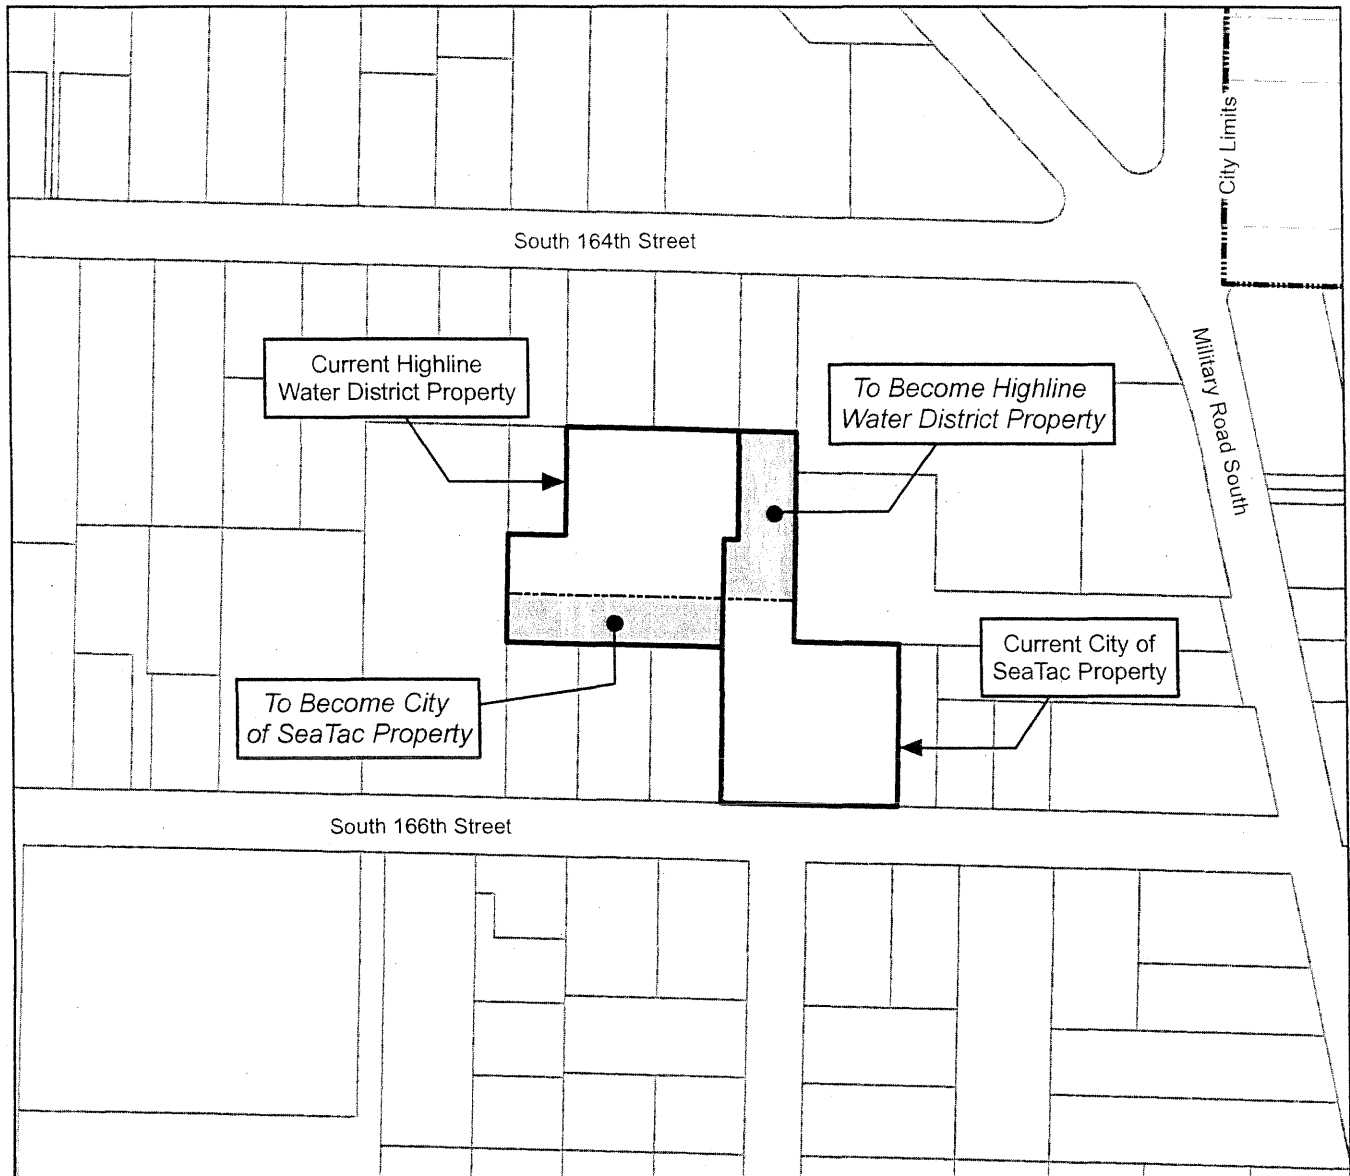 City Limits
South 164th Street
Current Highline
Water District Property
To Become Highline
Water District Property
Military Road South
Current City of
SeaTac Property
To Become City
of SeaTac Property
South 166th Street